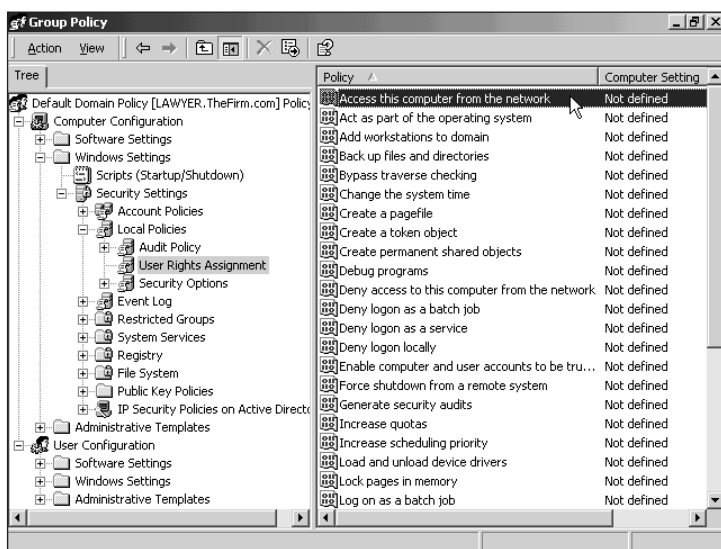 Group Policy
Action View
Tree
Default Domain Policy [LAWYER.TheFirm.com] Policy
Computer Configuration
Software Settings
Windows Settings
Scripts (Startup/Shutdown)
Security Settings
Account Policies
Local Policies
Audit Policy
User Rights Assignment
Security Options
Event Log
Restricted Groups
System Services
Registry
File System
Public Key Policies
IP Security Policies on Active Directo
Administrative Templates
User Configuration
Software Settings
Windows Settings
Administrative Templates
Policy Computer Setting
Access this computer from the network Not defined
Act as part of the operating system Not defined
Add workstations to domain Not defined
Back up files and directories Not defined
Bypass traverse checking Not defined
Change the system time Not defined
Create a pagefile Not defined
Create a token object Not defined
Create permanent shared objects Not defined
Debug programs Not defined
Deny access to this computer from the network Not defined
Deny logon as a batch job Not defined
Deny logon as a service Not defined
Deny logon locally Not defined
Enable computer and user accounts to be tru... Not defined
Force shutdown from a remote system Not defined
Generate security audits Not defined
Increase quotas Not defined
Increase scheduling priority Not defined
Load and unload device drivers Not defined
Lock pages in memory Not defined
Log on as a batch job Not defined